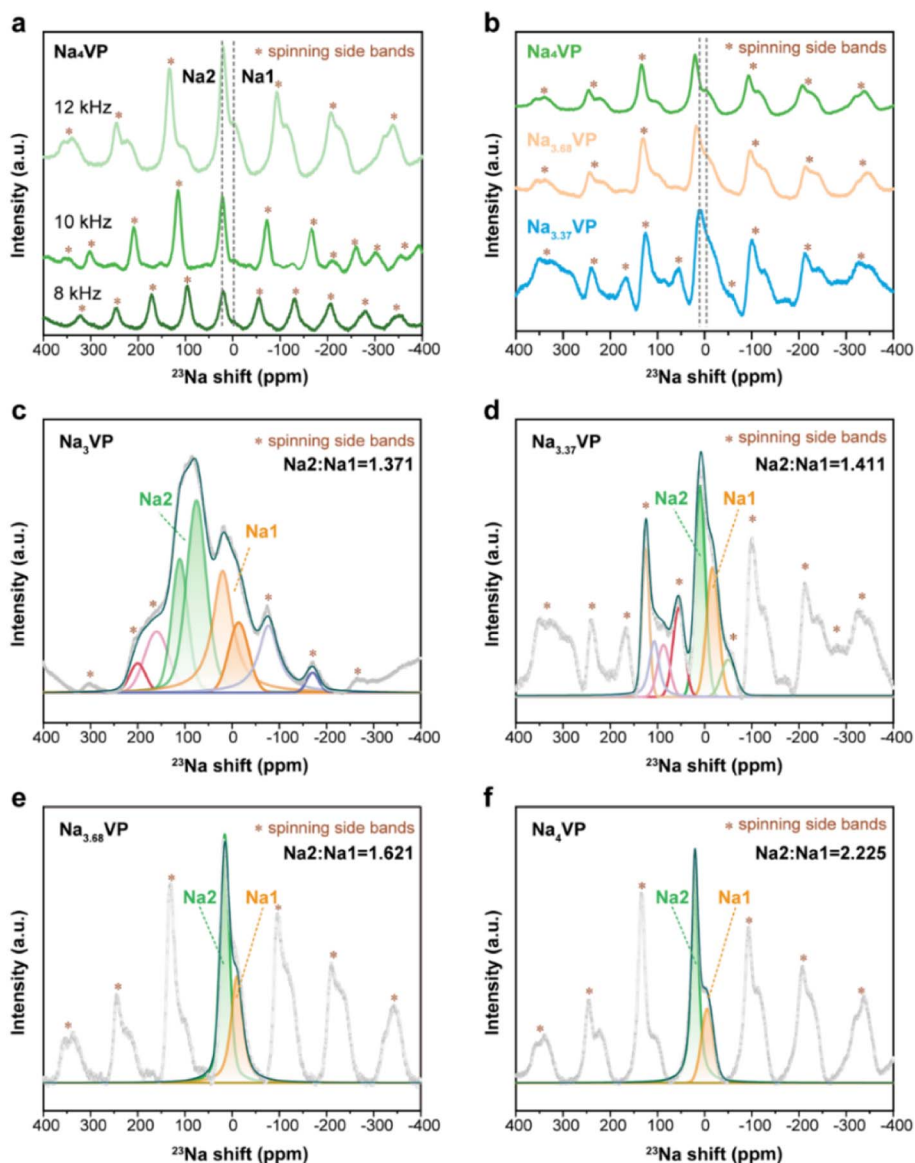 a
Na₄VP
* spinning side bands
Na2 Na1
12 kHz
10 kHz
8 kHz
Intensity (a.u.)
400 300 200 100 0 -100 -200 -300 -400
²³Na shift (ppm)
b
Na₄VP
* spinning side bands
Na₃.₆₈VP
Na₃.₃₇VP
Intensity (a.u.)
400 300 200 100 0 -100 -200 -300 -400
²³Na shift (ppm)
c
Na₃VP
* spinning side bands
Na2:Na1=1.371
Na2
Na1
Intensity (a.u.)
400 300 200 100 0 -100 -200 -300 -400
²³Na shift (ppm)
d
Na₃.₃₇VP
* spinning side bands
Na2:Na1=1.411
Na2
Na1
Intensity (a.u.)
400 300 200 100 0 -100 -200 -300 -400
²³Na shift (ppm)
e
Na₃.₆₈VP
* spinning side bands
Na2:Na1=1.621
Na2
Na1
Intensity (a.u.)
400 300 200 100 0 -100 -200 -300 -400
²³Na shift (ppm)
f
Na₄VP
* spinning side bands
Na2:Na1=2.225
Na2
Na1
Intensity (a.u.)
400 300 200 100 0 -100 -200 -300 -400
²³Na shift (ppm)